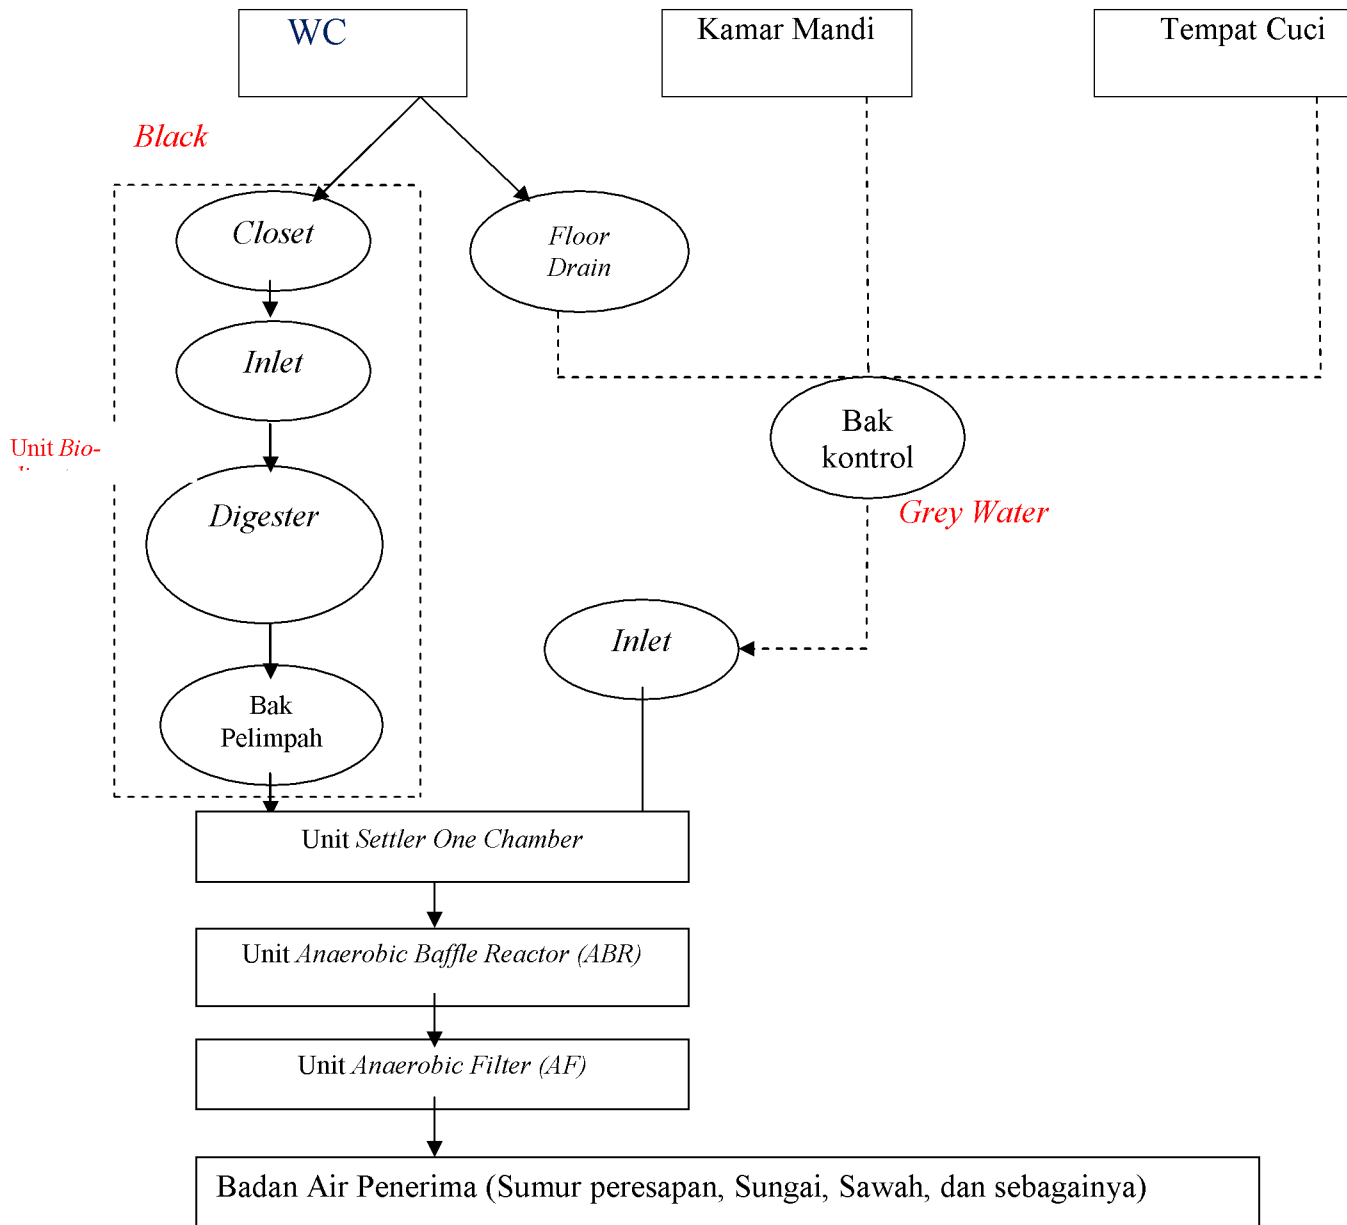 WC
Kamar Mandi
Tempat Cuci
Black
Closet
Floor
Drain
Inlet
Bak
kontrol
Unit Bio-
Grey Water
Digester
Inlet
Bak
Pelimpah
Unit Settler One Chamber
Unit Anaerobic Baffle Reactor (ABR)
Unit Anaerobic Filter (AF)
Badan Air Penerima (Sumur peresapan, Sungai, Sawah, dan sebagainya)